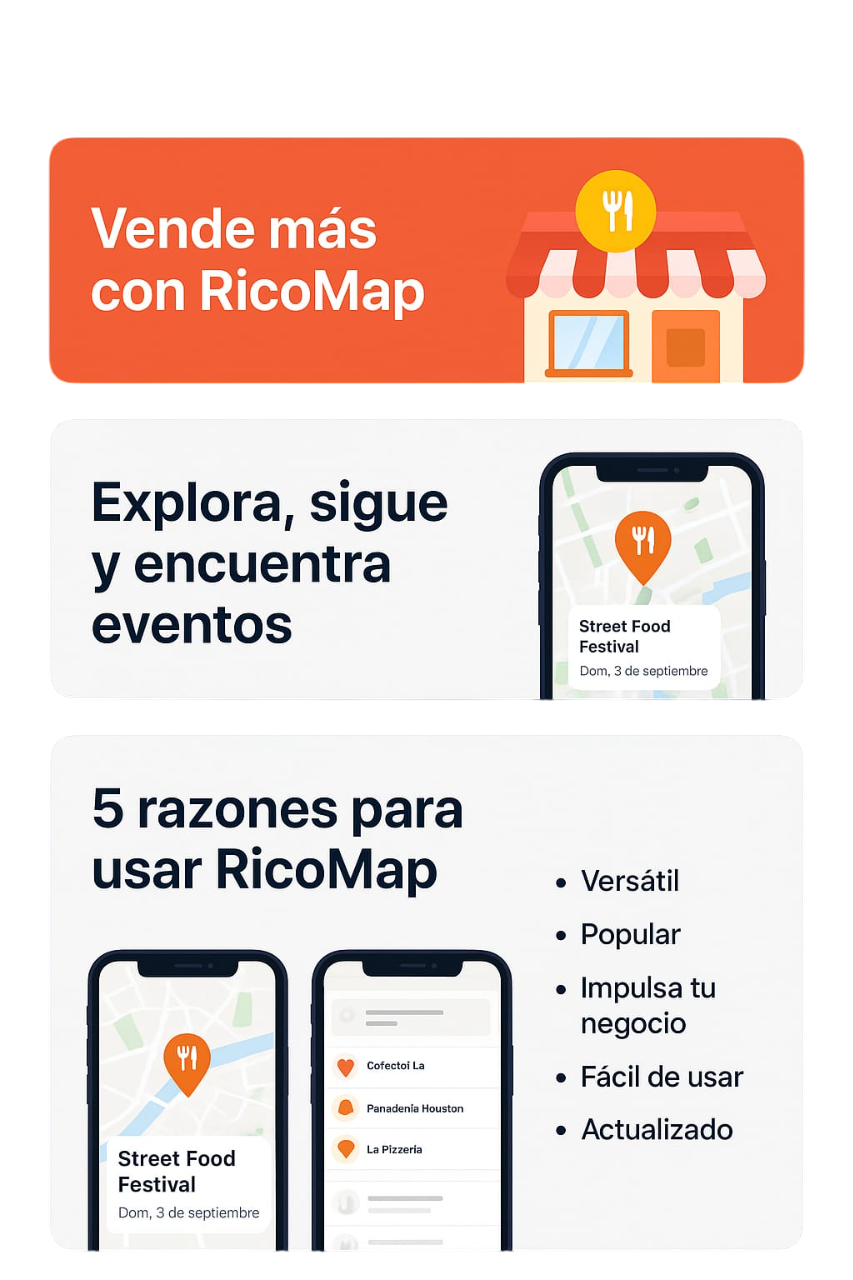 Vende más
con RicoMap
Explora, sigue
y encuentra
eventos
Street Food
Festival
Dom, 3 de septiembre
5 razones para
usar RicoMap
Street Food
Festival
Dom, 3 de septiembre
Cofectoi La
Panadenia Houston
La Pizzeria
• Versátil
• Popular
• Impulsa tu
negocio
• Fácil de usar
• Actualizado